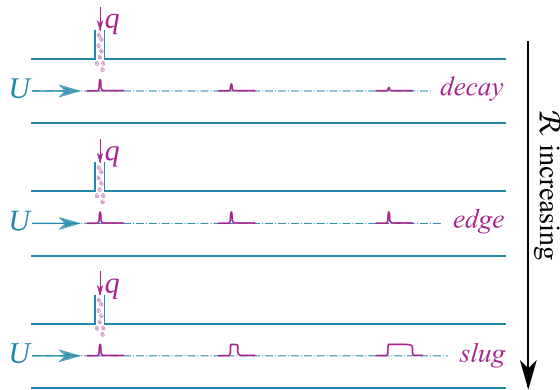 q
U decay
q
U edge
q
U slug
ℛ increasing